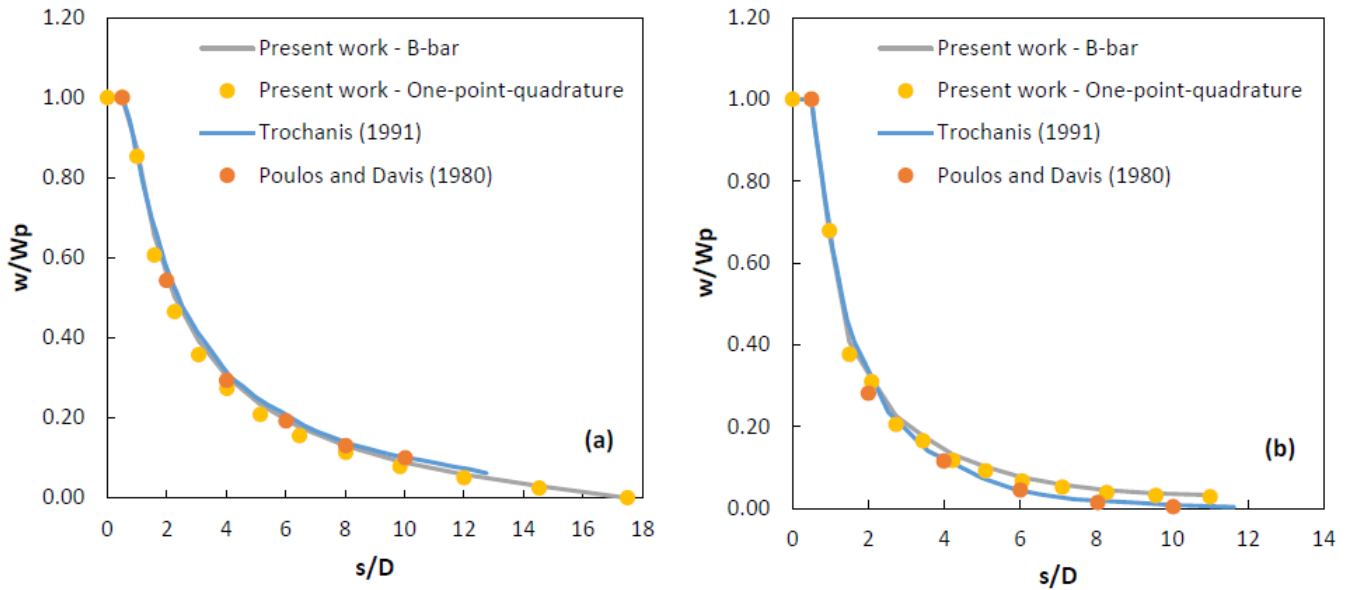 1.20
1.00
0.80
0.60
0.40
0.20
0.00
w/Wp
Present work - B-bar
Present work - One-point-quadrature
Trochanis (1991)
Poulos and Davis (1980)
(a)
0 2 4 6 8 10 12 14 16 18
s/D
1.20
1.00
0.80
0.60
0.40
0.20
0.00
w/Wp
Present work - B-bar
Present work - One-point-quadrature
Trochanis (1991)
Poulos and Davis (1980)
(b)
0 2 4 6 8 10 12 14
s/D